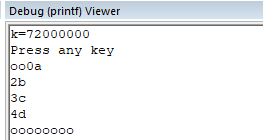 Debug (printf) Viewer
k=72000000
Press any key
oo0a
2b
3c
4d
oooooooo